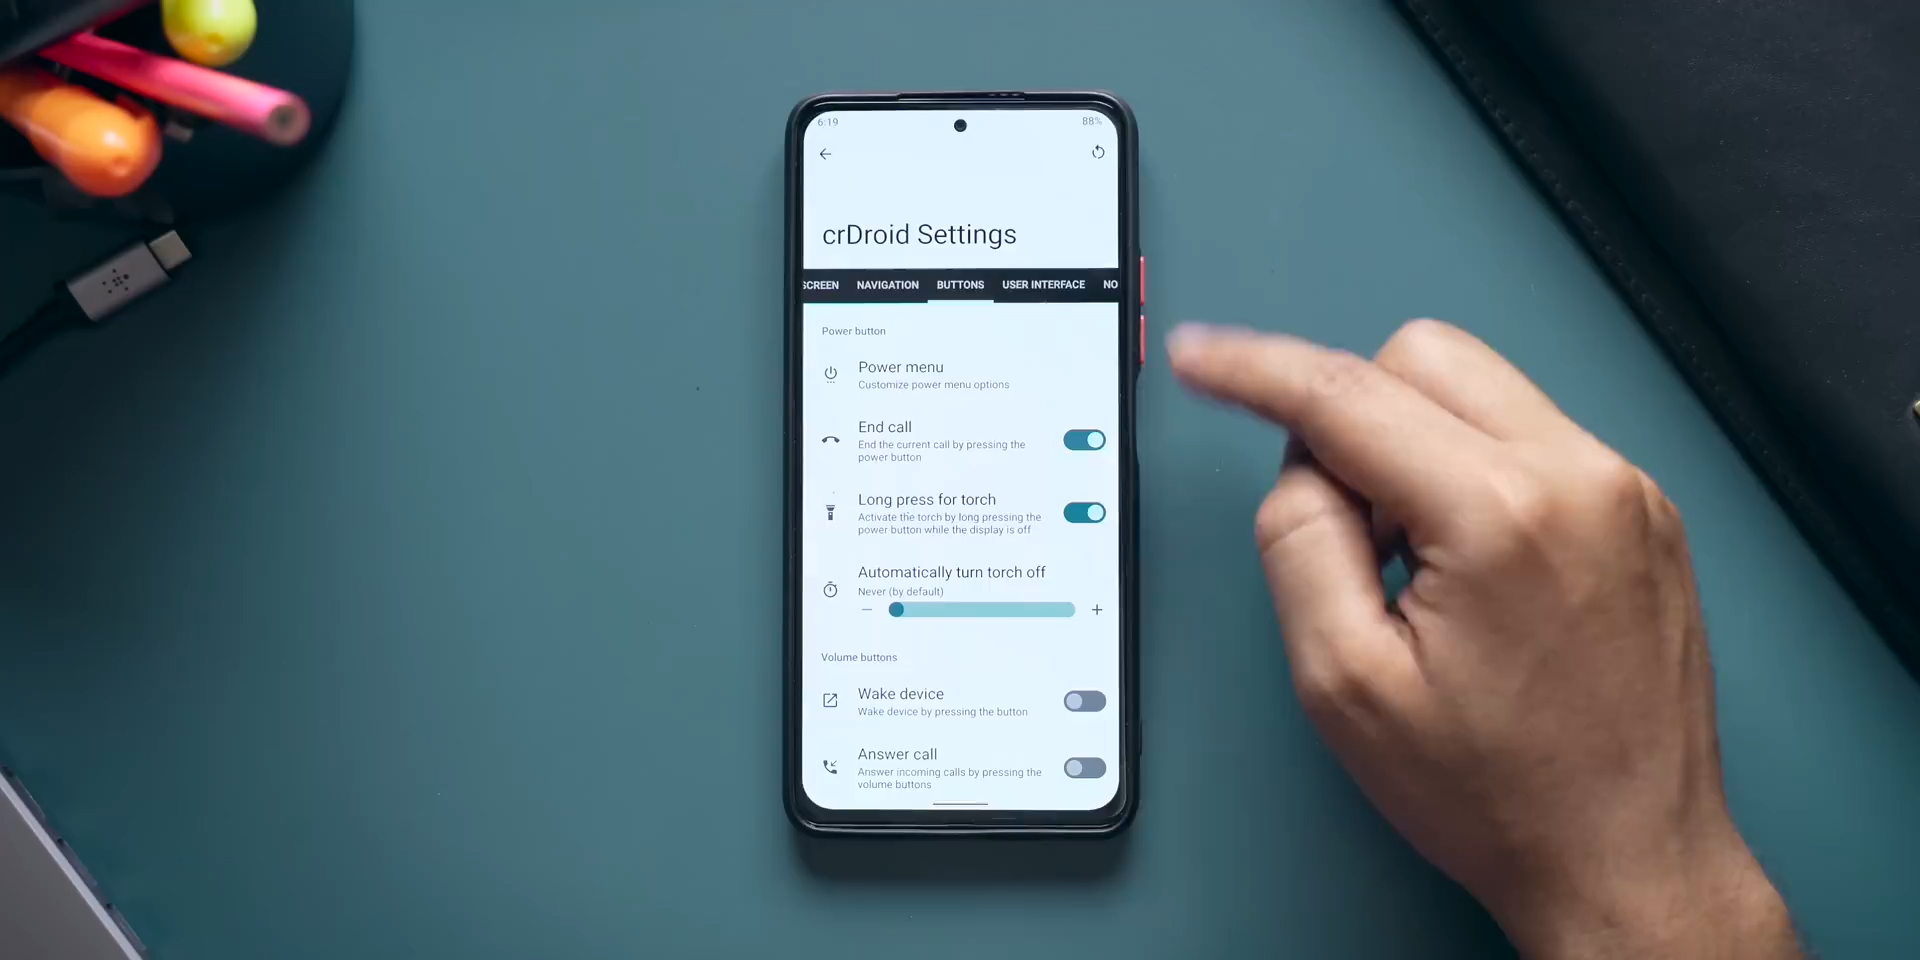 6:19
88%
crDroid Settings
SCREEN NAVIGATION BUTTONS USER INTERFACE NO
Power button
Power menu
Customize power menu options
End call
End the current call by pressing the
power button
Long press for torch
Activate the torch by long pressing the
power button while the display is off
Automatically turn torch off
Never (by default)
Volume buttons
Wake device
Wake device by pressing the button
Answer call
Answer incoming calls by pressing the
volume buttons